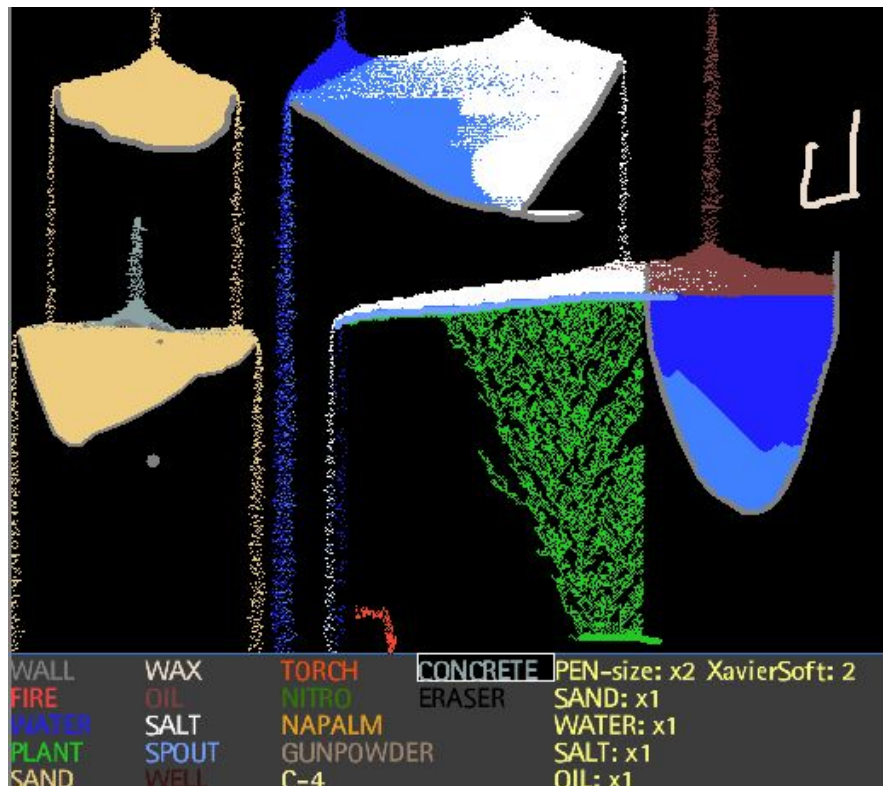 WALL WAX TORCH CONCRETE PEN-size: x2 XavierSoft: 2
FIRE OIL NITRO ERASER SAND: x1
WATER SALT NAPALM WATER: x1
PLANT SPOUT GUNPOWDER SALT: x1
SAND WELL C-4 OIL: x1